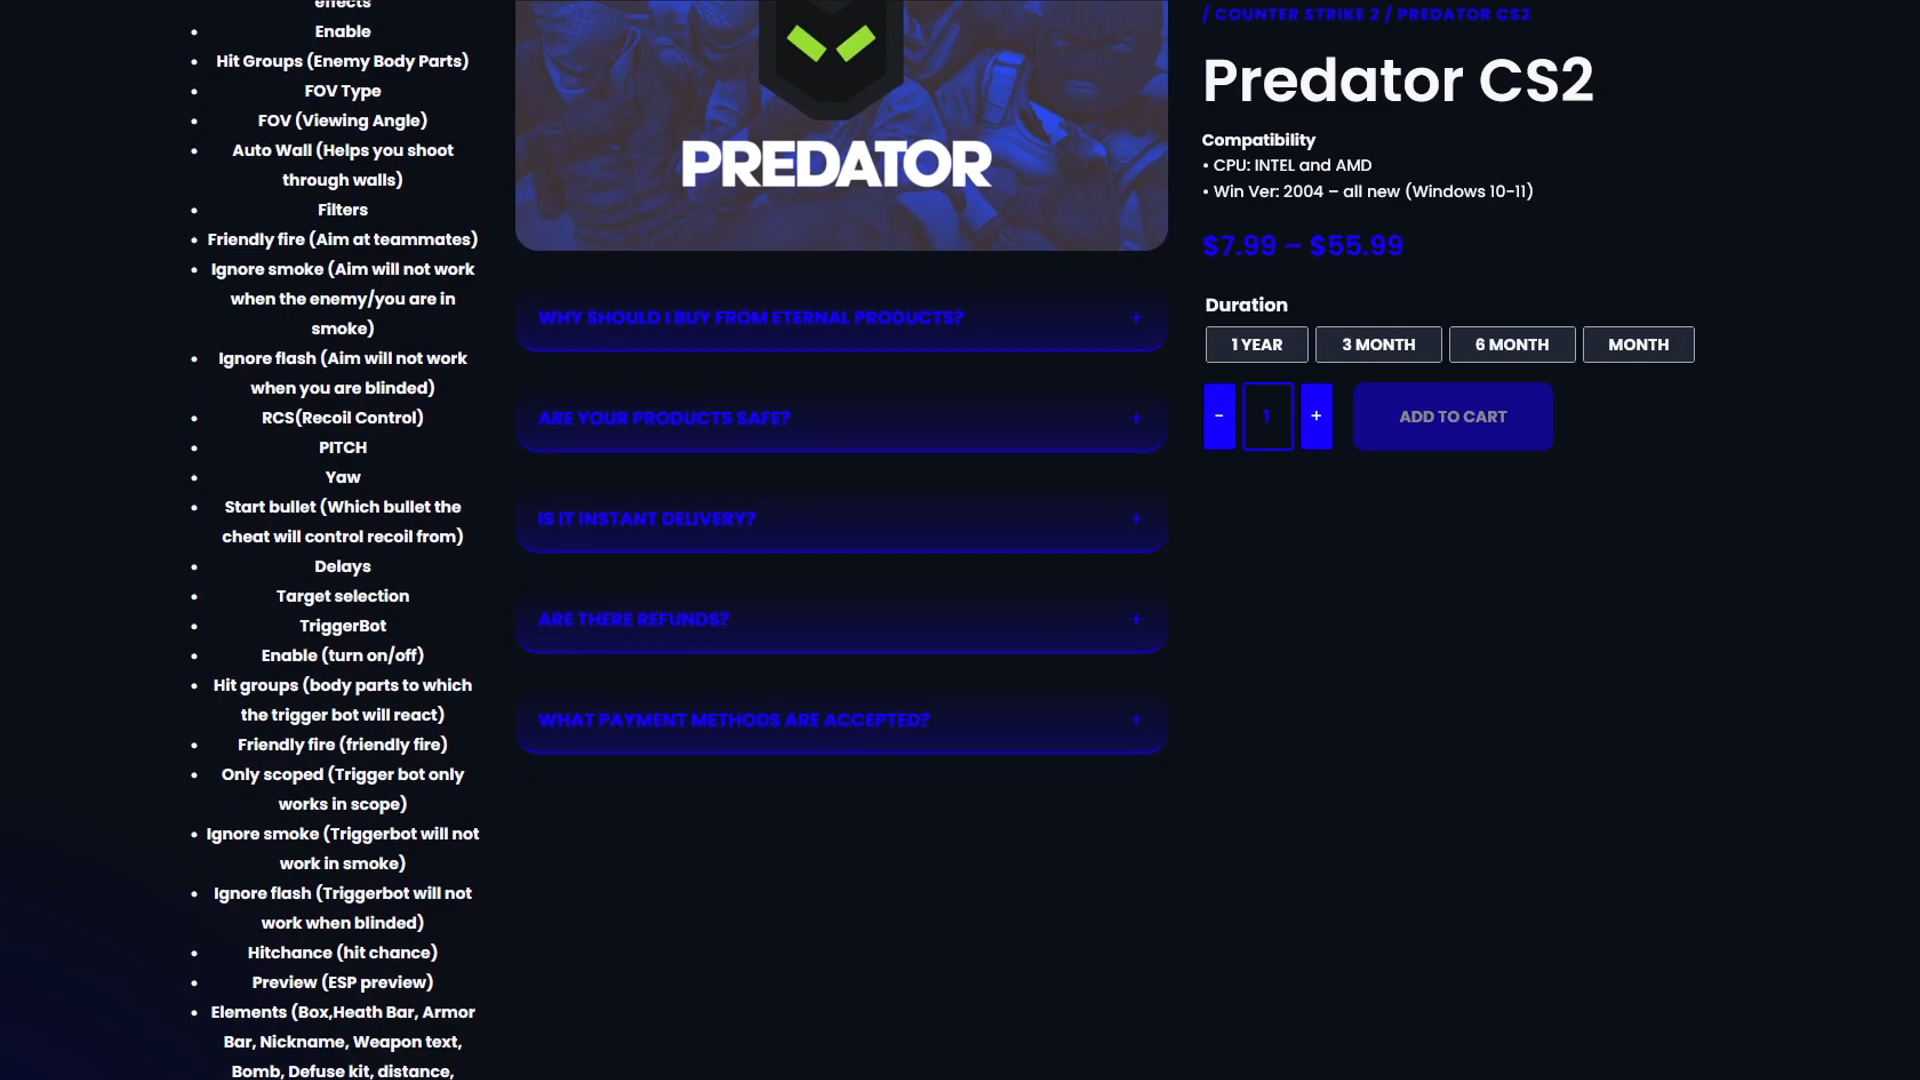 effects
• Enable
• Hit Groups (Enemy Body Parts)
• FOV Type
• FOV (Viewing Angle)
• Auto Wall (Helps you shoot
through walls)
• Filters
• Friendly fire (Aim at teammates)
• Ignore smoke (Aim will not work
when the enemy/you are in
smoke)
• Ignore flash (Aim will not work
when you are blinded)
• RCS(Recoil Control)
• PITCH
• Yaw
• Start bullet (Which bullet the
cheat will control recoil from)
• Delays
• Target selection
• TriggerBot
• Enable (turn on/off)
• Hit groups (body parts to which
the trigger bot will react)
• Friendly fire (friendly fire)
• Only scoped (Trigger bot only
works in scope)
• Ignore smoke (Triggerbot will not
work in smoke)
• Ignore flash (Triggerbot will not
work when blinded)
• Hitchance (hit chance)
• Preview (ESP preview)
• Elements (Box,Heath Bar, Armor
Bar, Nickname, Weapon text,
Bomb, Defuse kit, distance,
PREDATOR
WHY SHOULD I BUY FROM ETERNAL PRODUCTS? +
ARE YOUR PRODUCTS SAFE? +
IS IT INSTANT DELIVERY? +
ARE THERE REFUNDS? +
WHAT PAYMENT METHODS ARE ACCEPTED? +
/ COUNTER STRIKE 2 / PREDATOR CS2
Predator CS2
Compatibility
• CPU: INTEL and AMD
• Win Ver: 2004 – all new (Windows 10-11)
$7.99 – $55.99
Duration
1 YEAR 3 MONTH 6 MONTH MONTH
- 1 + ADD TO CART